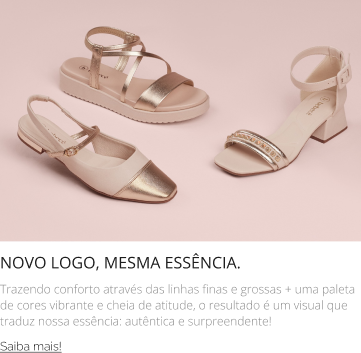 NOVO LOGO, MESMA ESSÊNCIA.
Trazendo conforto através das linhas finas e grossas + uma paleta
de cores vibrante e cheia de atitude, o resultado é um visual que
traduz nossa essência: autêntica e surpreendente!
Saiba mais!